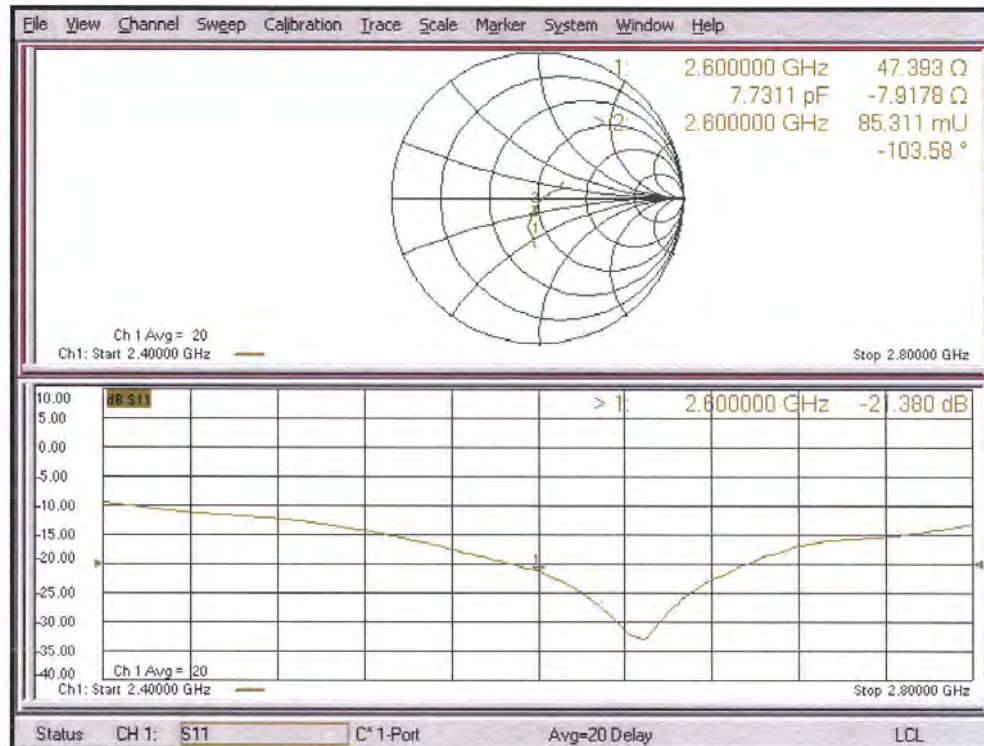 File View Channel Sweep Calibration Trace Scale Marker System Window Help
1: 2.600000 GHz 47.393 Ω
7.7311 pF -7.9178 Ω
> 2: 2.600000 GHz 85.311 mU
-103.58 °
2
1
Ch 1 Avg = 20
Ch1: Start 2.40000 GHz
Stop 2.80000 GHz
10.00
dB S11
> 1: 2.600000 GHz -21.380 dB
5.00
0.00
-5.00
-10.00
-15.00
1
-20.00
-25.00
-30.00
-35.00
-40.00
Ch 1 Avg = 20
Ch1: Start 2.40000 GHz
Stop 2.80000 GHz
Status CH 1: S11 C* 1-Port Avg=20 Delay LCL